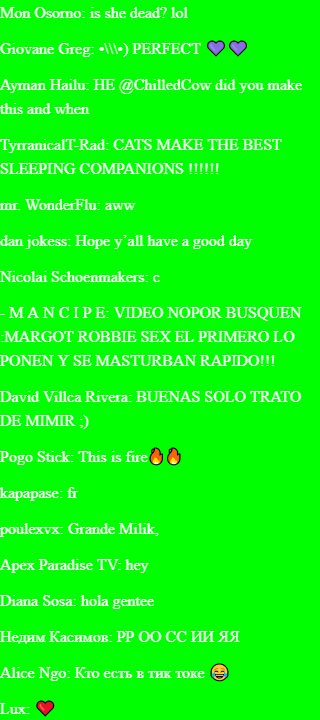 Mon Osorno: is she dead? lol
Giovane Greg: •\\\•) PERFECT 💜💜
Ayman Hailu: HE @ChilledCow did you make
this and when
TyrranicalT-Rad: CATS MAKE THE BEST
SLEEPING COMPANIONS !!!!!!
mr. WonderFlu: aww
dan jokess: Hope y'all have a good day
Nicolai Schoenmakers: c
- M A N C I P E: VIDEO NOPOR BUSQUEN
:MARGOT ROBBIE SEX EL PRIMERO LO
PONEN Y SE MASTURBAN RAPIDO!!!
David Villca Rivera: BUENAS SOLO TRATO
DE MIMIR ;)
Pogo Stick: This is fire🔥🔥
kapapase: fr
poulexvx: Grande Milik,
Apex Paradise TV: hey
Diana Sosa: hola gentee
Недим Касимов: РР ОО СС ИИ ЯЯ
Alice Ngo: Кто есть в тик токе 😂
Lux: ❤️